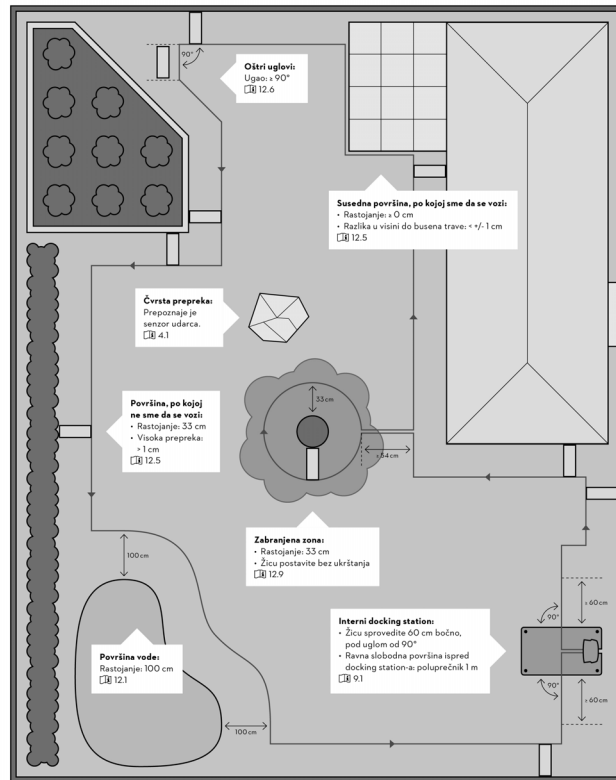 90°
Oštri uglovi:
Ugao: ≥ 90°
12.6
Susedna površina, po kojoj sme da se vozi:
• Rastojanje: ≥ 0 cm
• Razlika u visini do busena trave: < +/- 1 cm
12.5
Čvrsta prepreka:
Prepoznaje je
senzor udarca.
4.1
33 cm
Površina, po kojoj
ne sme da se vozi:
• Rastojanje: 33 cm
• Visoka prepreka:
> 1 cm
12.5
≥ 54 cm
Zabranjena zona:
• Rastojanje: 33 cm
• Žicu postavite bez ukrštanja
12.9
100 cm
Interni docking station:
• Žicu sprovedite 60 cm bočno,
pod uglom od 90°
• Ravna slobodna površina ispred
docking station-a: poluprečnik 1 m
9.1
90°
≥ 60 cm
90°
≥ 60 cm
Površina vode:
Rastojanje: 100 cm
12.1
100 cm